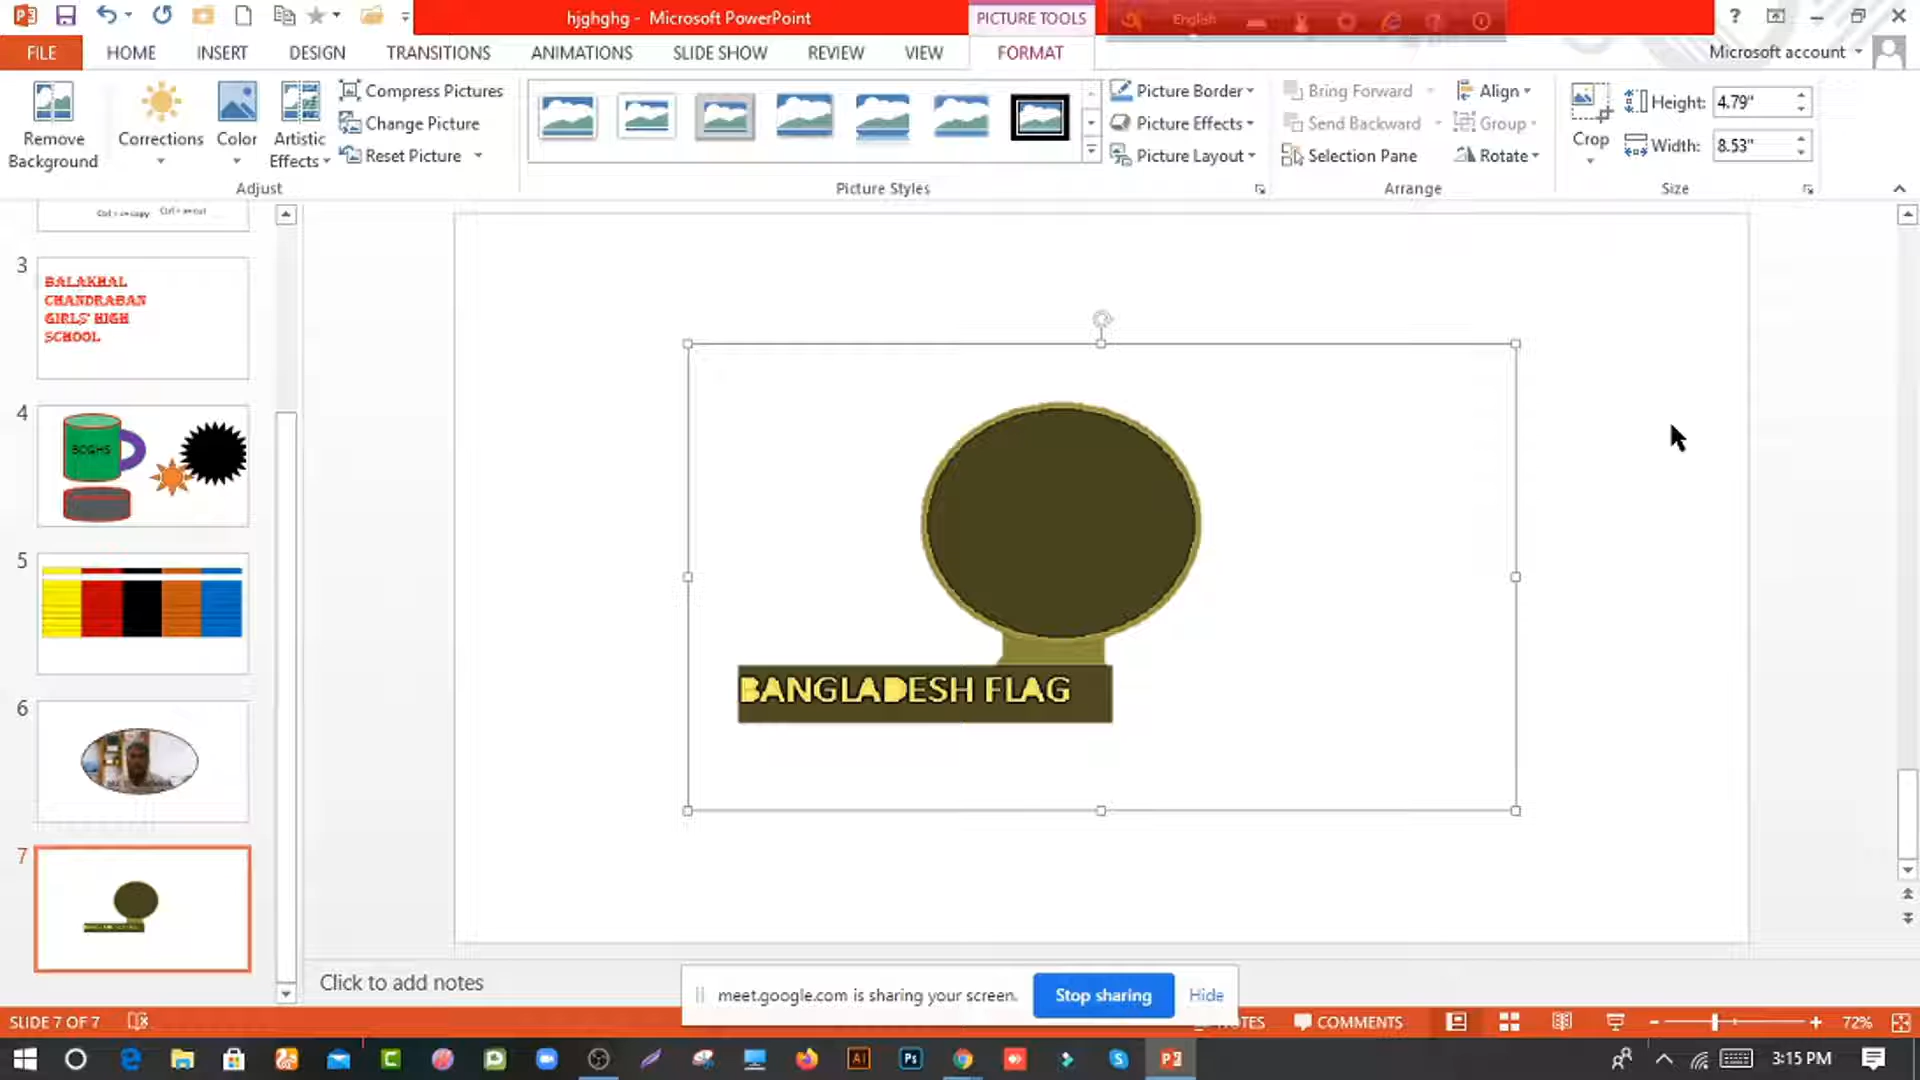 hjghghg - Microsoft PowerPoint
PICTURE TOOLS
English
?
FILE
HOME
INSERT
DESIGN
TRANSITIONS
ANIMATIONS
SLIDE SHOW
REVIEW
VIEW
FORMAT
Microsoft account
Remove Background
Corrections
Color
Artistic Effects
Compress Pictures
Change Picture
Reset Picture
Adjust
Picture Styles
Picture Border
Picture Effects
Picture Layout
Bring Forward
Send Backward
Selection Pane
Align
Group
Rotate
Arrange
Crop
Height: 4.79"
Width: 8.53"
Size
3
BALAKHAL
CHANDRABAN
GIRLS' HIGH
SCHOOL
4
BCGHS
5
6
7
BANGLADESH FLAG
Click to add notes
meet.google.com is sharing your screen.
Stop sharing
Hide
SLIDE 7 OF 7
NOTES
COMMENTS
72%
Ai
Ps
3:15 PM